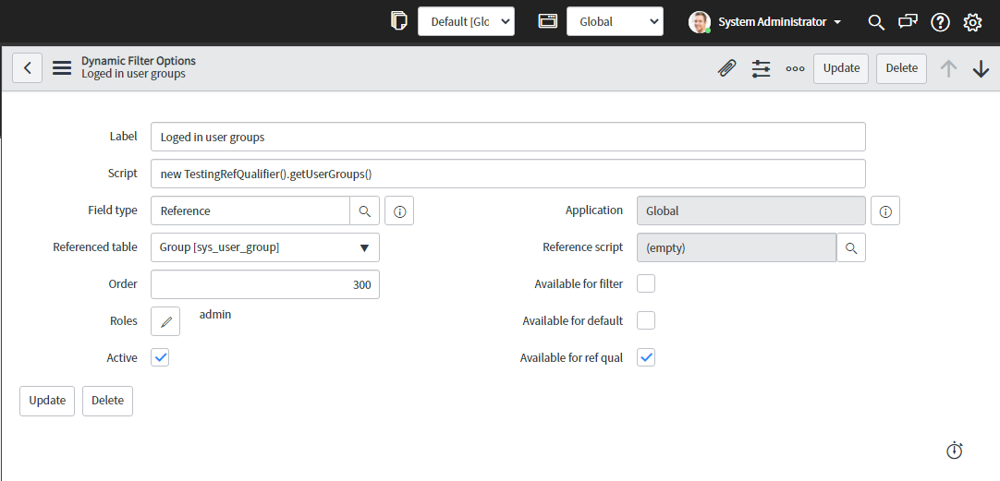 Default [Glo
Global
System Administrator
Dynamic Filter Options
Loged in user groups
Update
Delete
Label
Loged in user groups
Script
new TestingRefQualifier().getUserGroups()
Field type
Reference
Application
Global
Referenced table
Group [sys_user_group]
Reference script
(empty)
Order
300
Available for filter
Roles
admin
Available for default
Active
Available for ref qual
Update
Delete